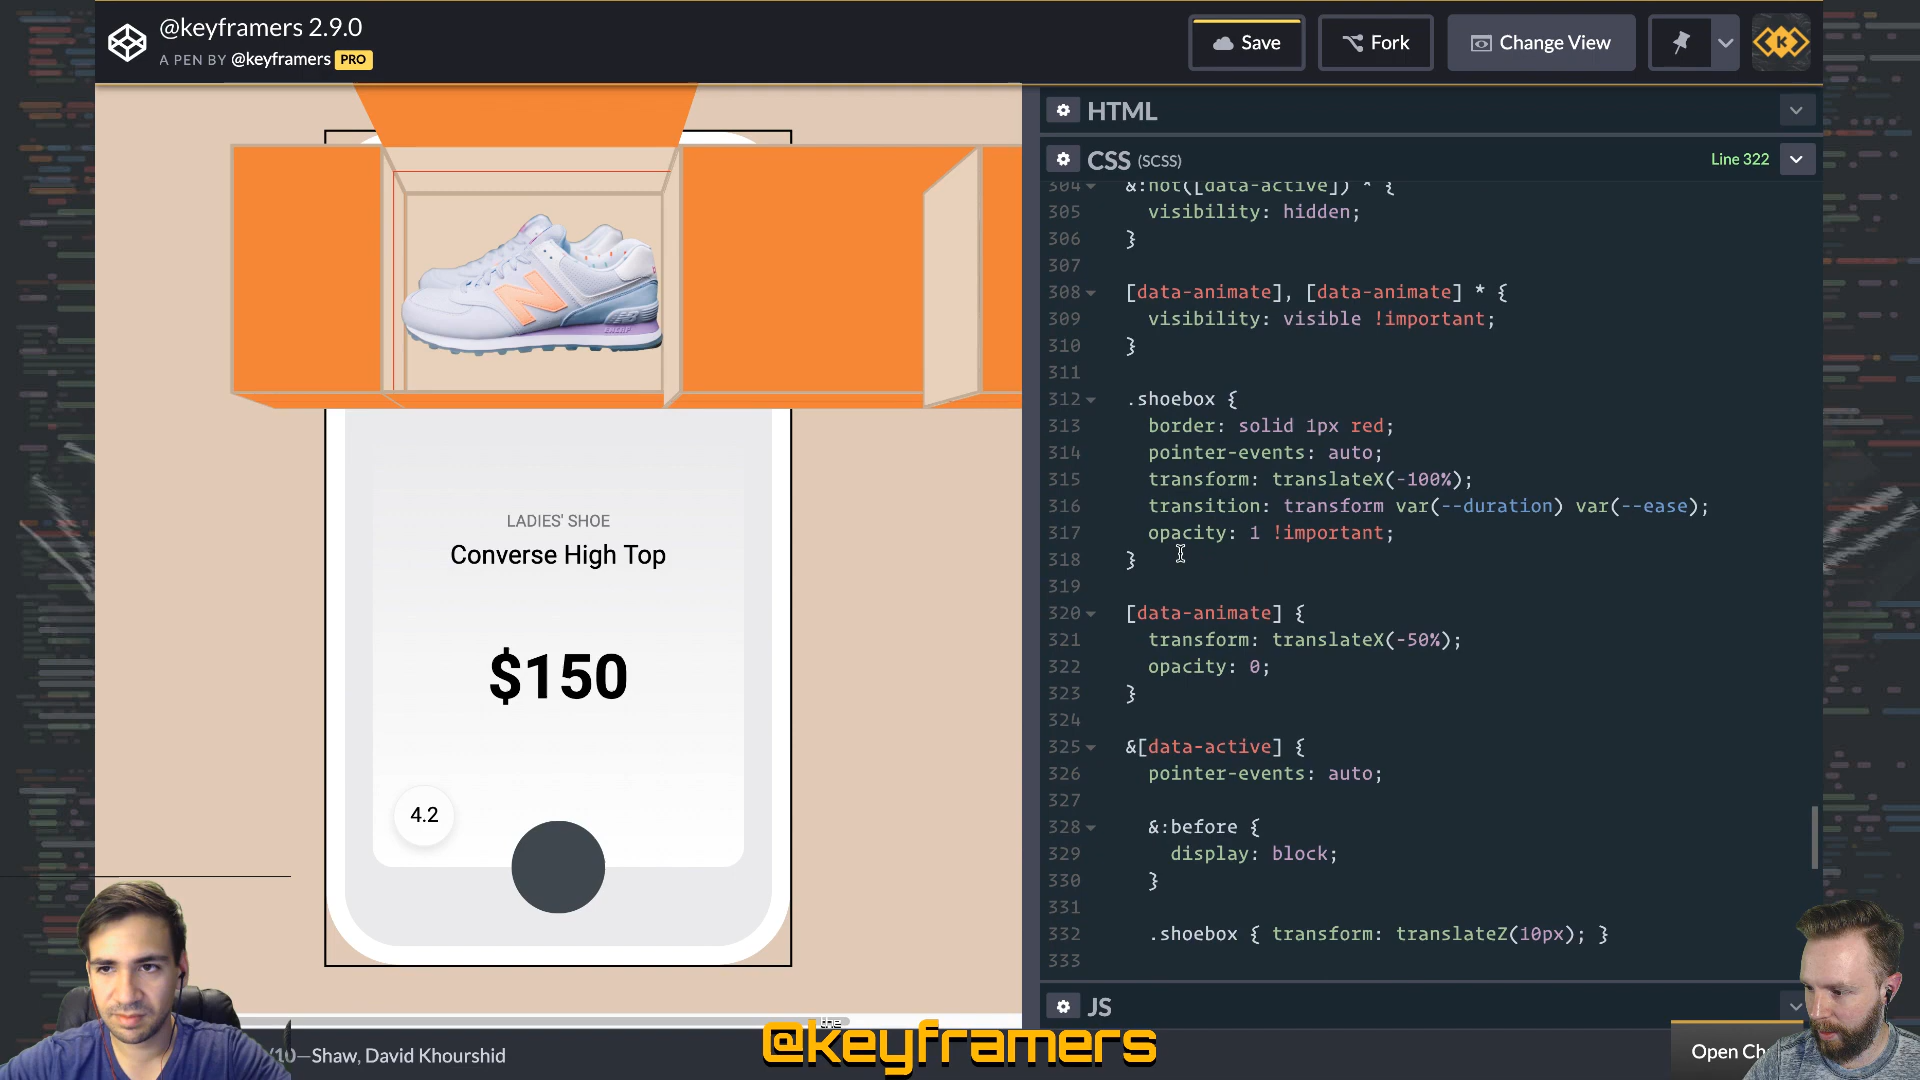 @keyframers 2.9.0
A PEN BY @keyframers PRO
Save
Fork
Change View
K
HTML
CSS (SCSS)
Line 322
304 &:not([data-active]) * {
305 visibility: hidden;
306 }
307
308 [data-animate], [data-animate] * {
309 visibility: visible !important;
310 }
311
312 .shoebox {
313 border: solid 1px red;
314 pointer-events: auto;
315 transform: translateX(-100%);
316 transition: transform var(--duration) var(--ease);
317 opacity: 1 !important;
318 }
319
320 [data-animate] {
321 transform: translateX(-50%);
322 opacity: 0;
323 }
324
325 &[data-active] {
326 pointer-events: auto;
327
328 &:before {
329 display: block;
330 }
331
332 .shoebox { transform: translateZ(10px); }
333
JS
N
ENCAP
LADIES' SHOE
Converse High Top
$150
4.2
the
@keyframers
/10—Shaw, David Khourshid
Open